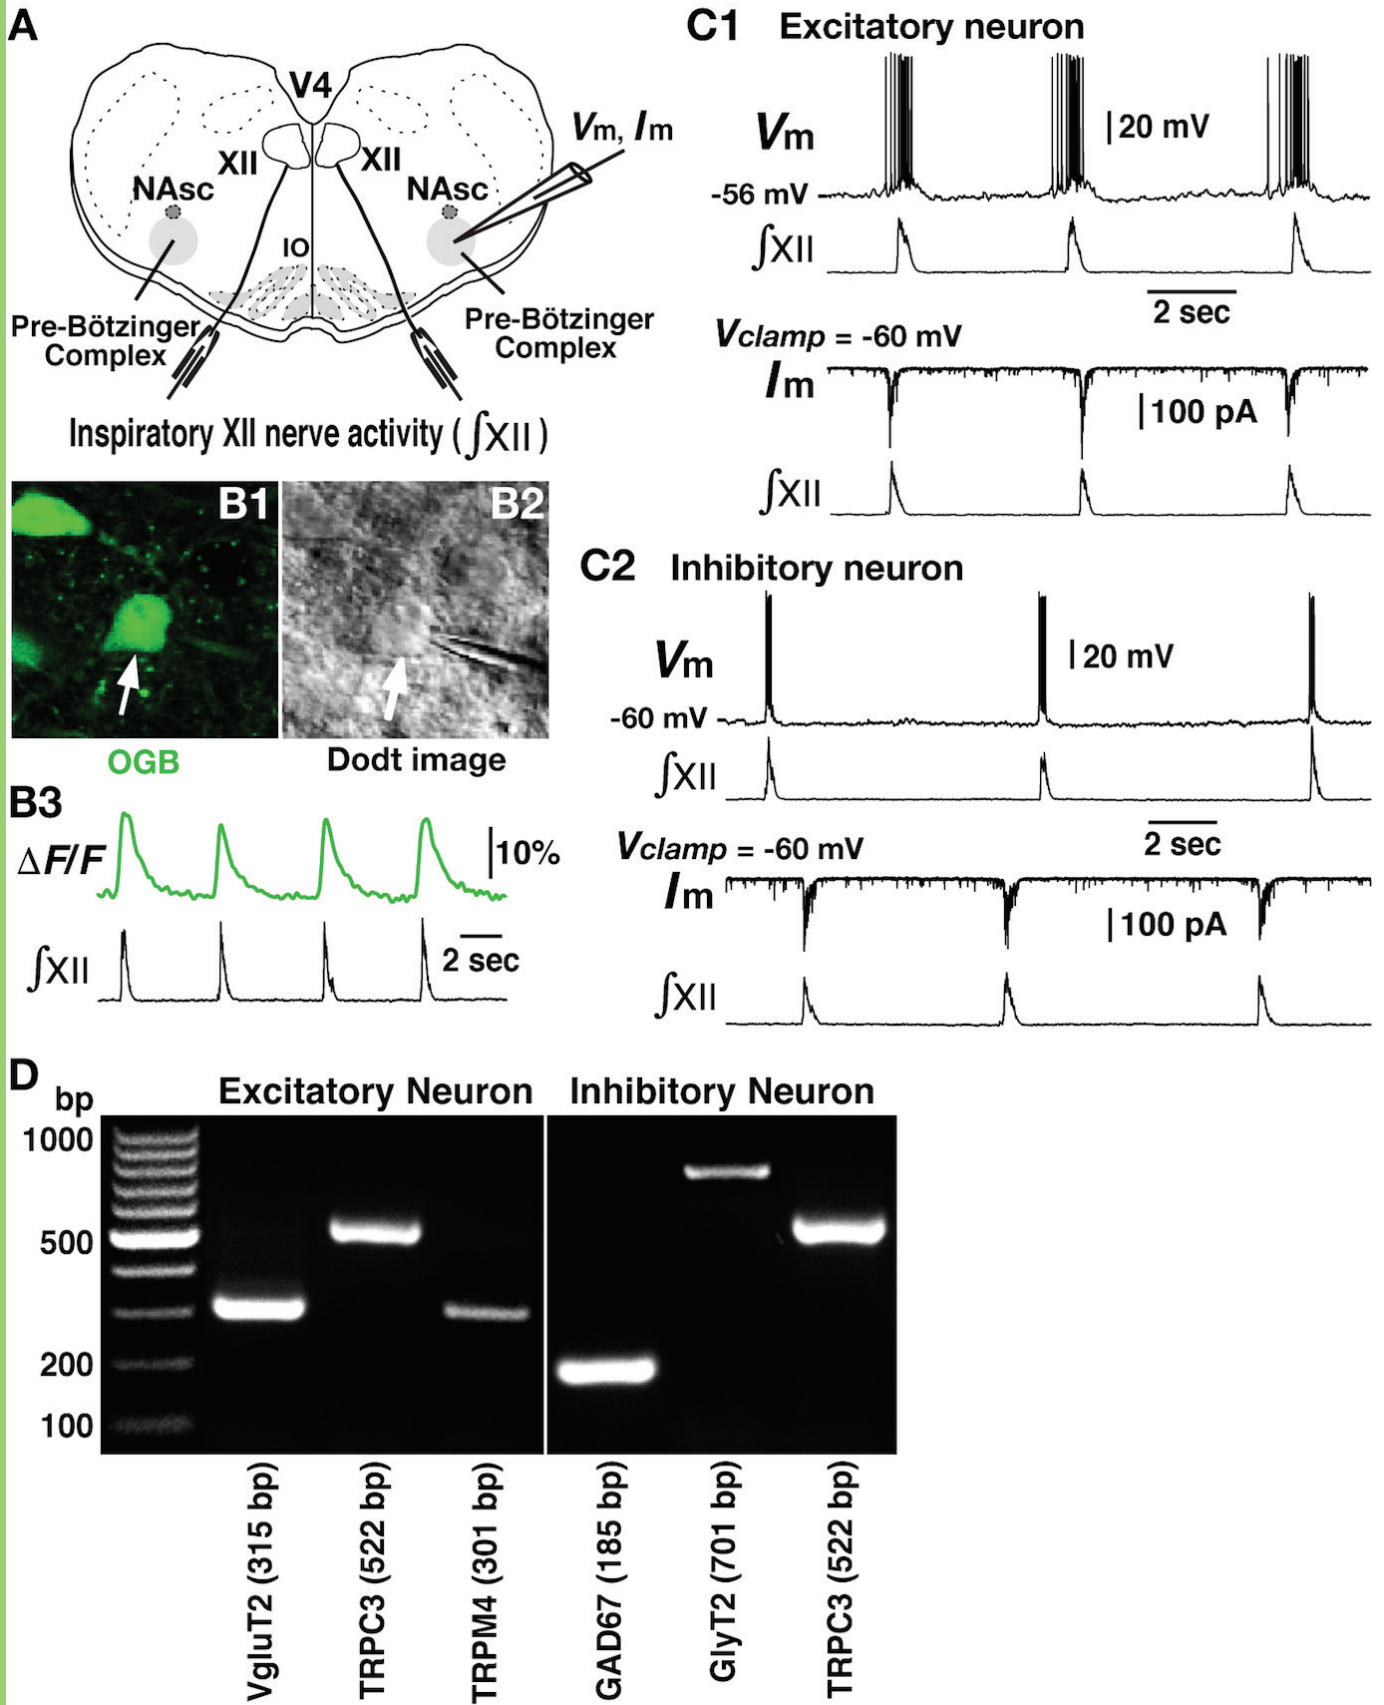 A
V4
XII
XII
NAsc
NAsc
Vm, Im
IO
Pre-Bötzinger
Complex
Pre-Bötzinger
Complex
Inspiratory XII nerve activity (∫XII)
B1
B2
OGB
Dodt image
B3
ΔF/F
10%
∫XII
2 sec
C1 Excitatory neuron
Vm
20 mV
-56 mV
∫XII
2 sec
Vclamp = -60 mV
Im
100 pA
∫XII
C2 Inhibitory neuron
Vm
20 mV
-60 mV
∫XII
2 sec
Vclamp = -60 mV
Im
100 pA
∫XII
D
bp
Excitatory Neuron
Inhibitory Neuron
1000
500
200
100
VgluT2 (315 bp)
TRPC3 (522 bp)
TRPM4 (301 bp)
GAD67 (185 bp)
GlyT2 (701 bp)
TRPC3 (522 bp)